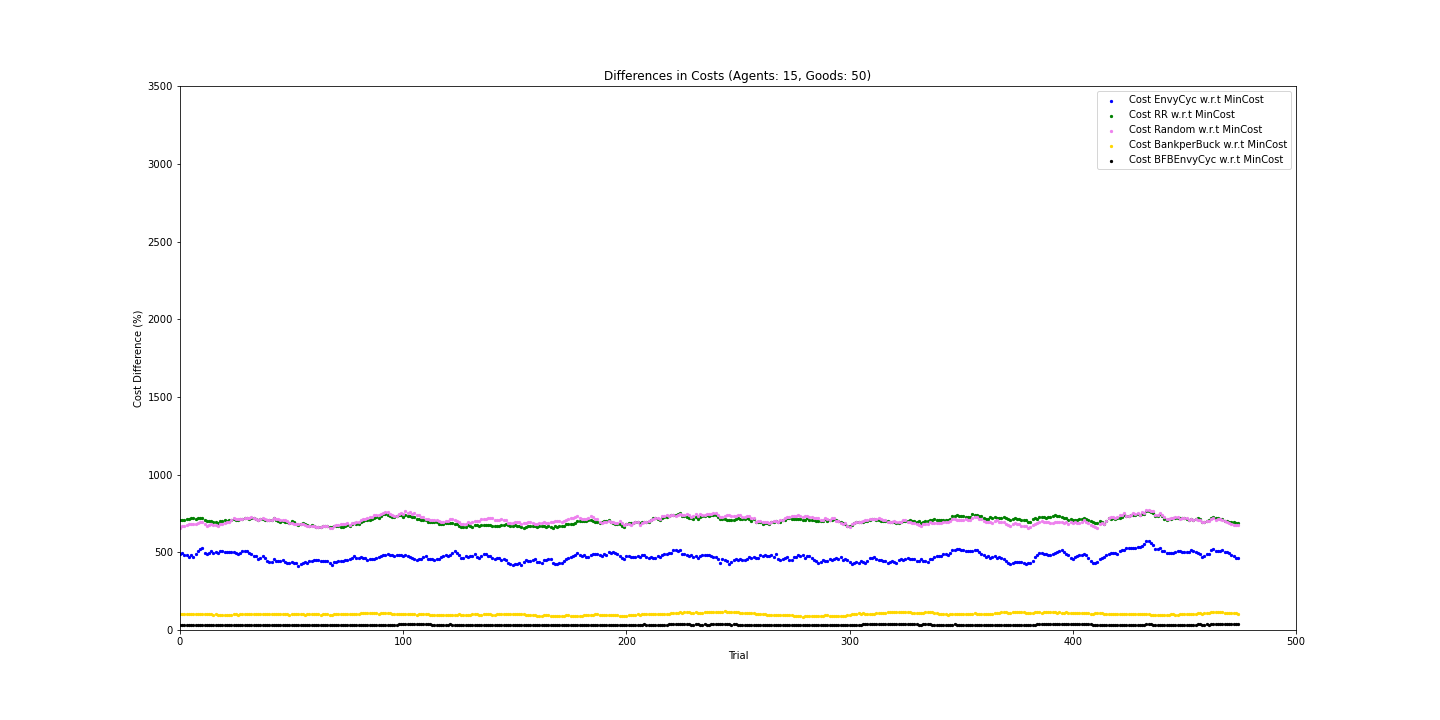 Differences in Costs (Agents: 15, Goods: 50)
3500
3000
2500
2000
1500
1000
500
0
Cost Difference (%)
Cost EnvyCyc w.r.t MinCost
Cost RR w.r.t MinCost
Cost Random w.r.t MinCost
Cost BankperBuck w.r.t MinCost
Cost BFBEnvyCyc w.r.t MinCost
0 100 200 300 400 500
Trial